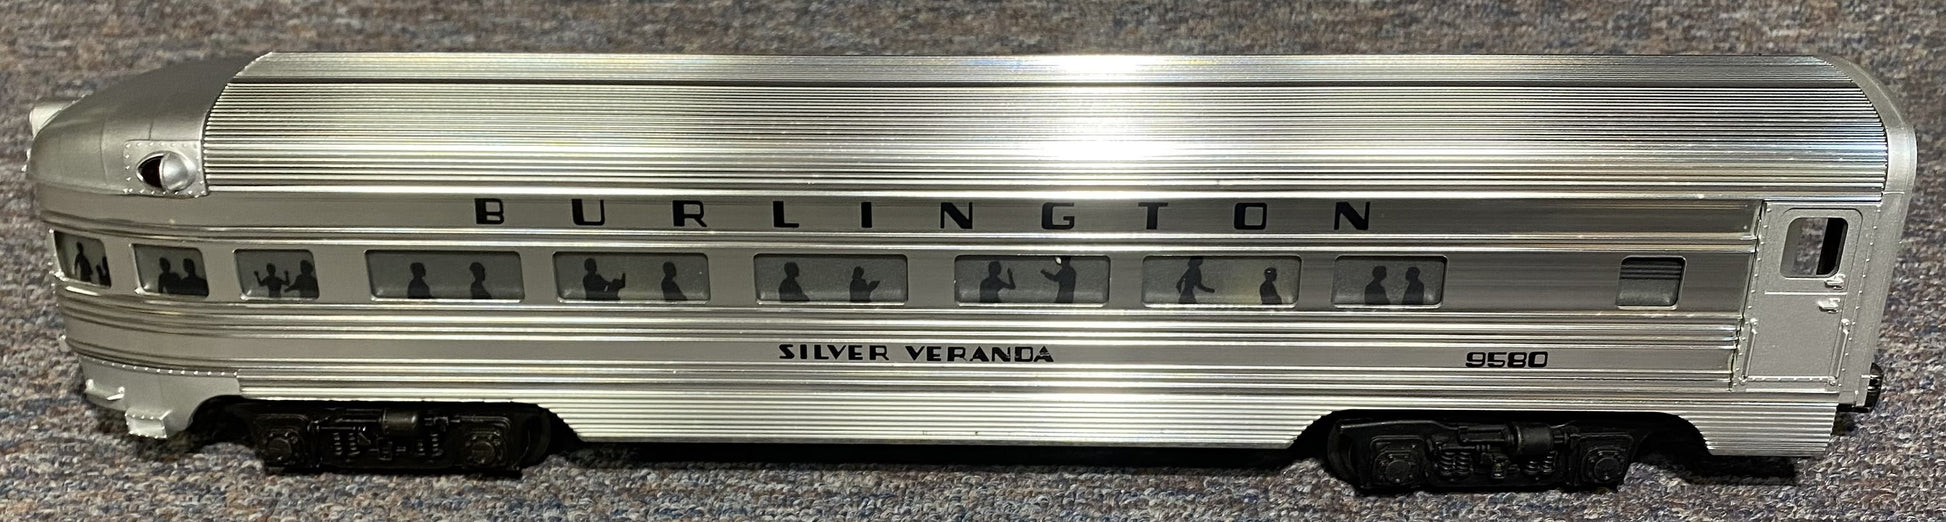 BURLINGTON
SILVER VERANDA
9580